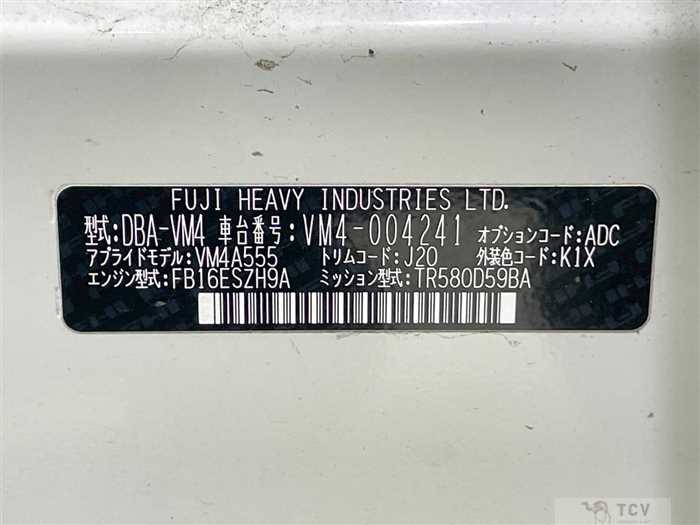 FUJI HEAVY INDUSTRIES LTD.
型式:DBA-VM4 車台番号:VM4-004241 オプションコード:ADC
アプライドモデル:VM4A555 トリムコード:J20 外装色コード:K1X
エンジン型式:FB16ESZH9A ミッション型式:TR580D59BA
TCV